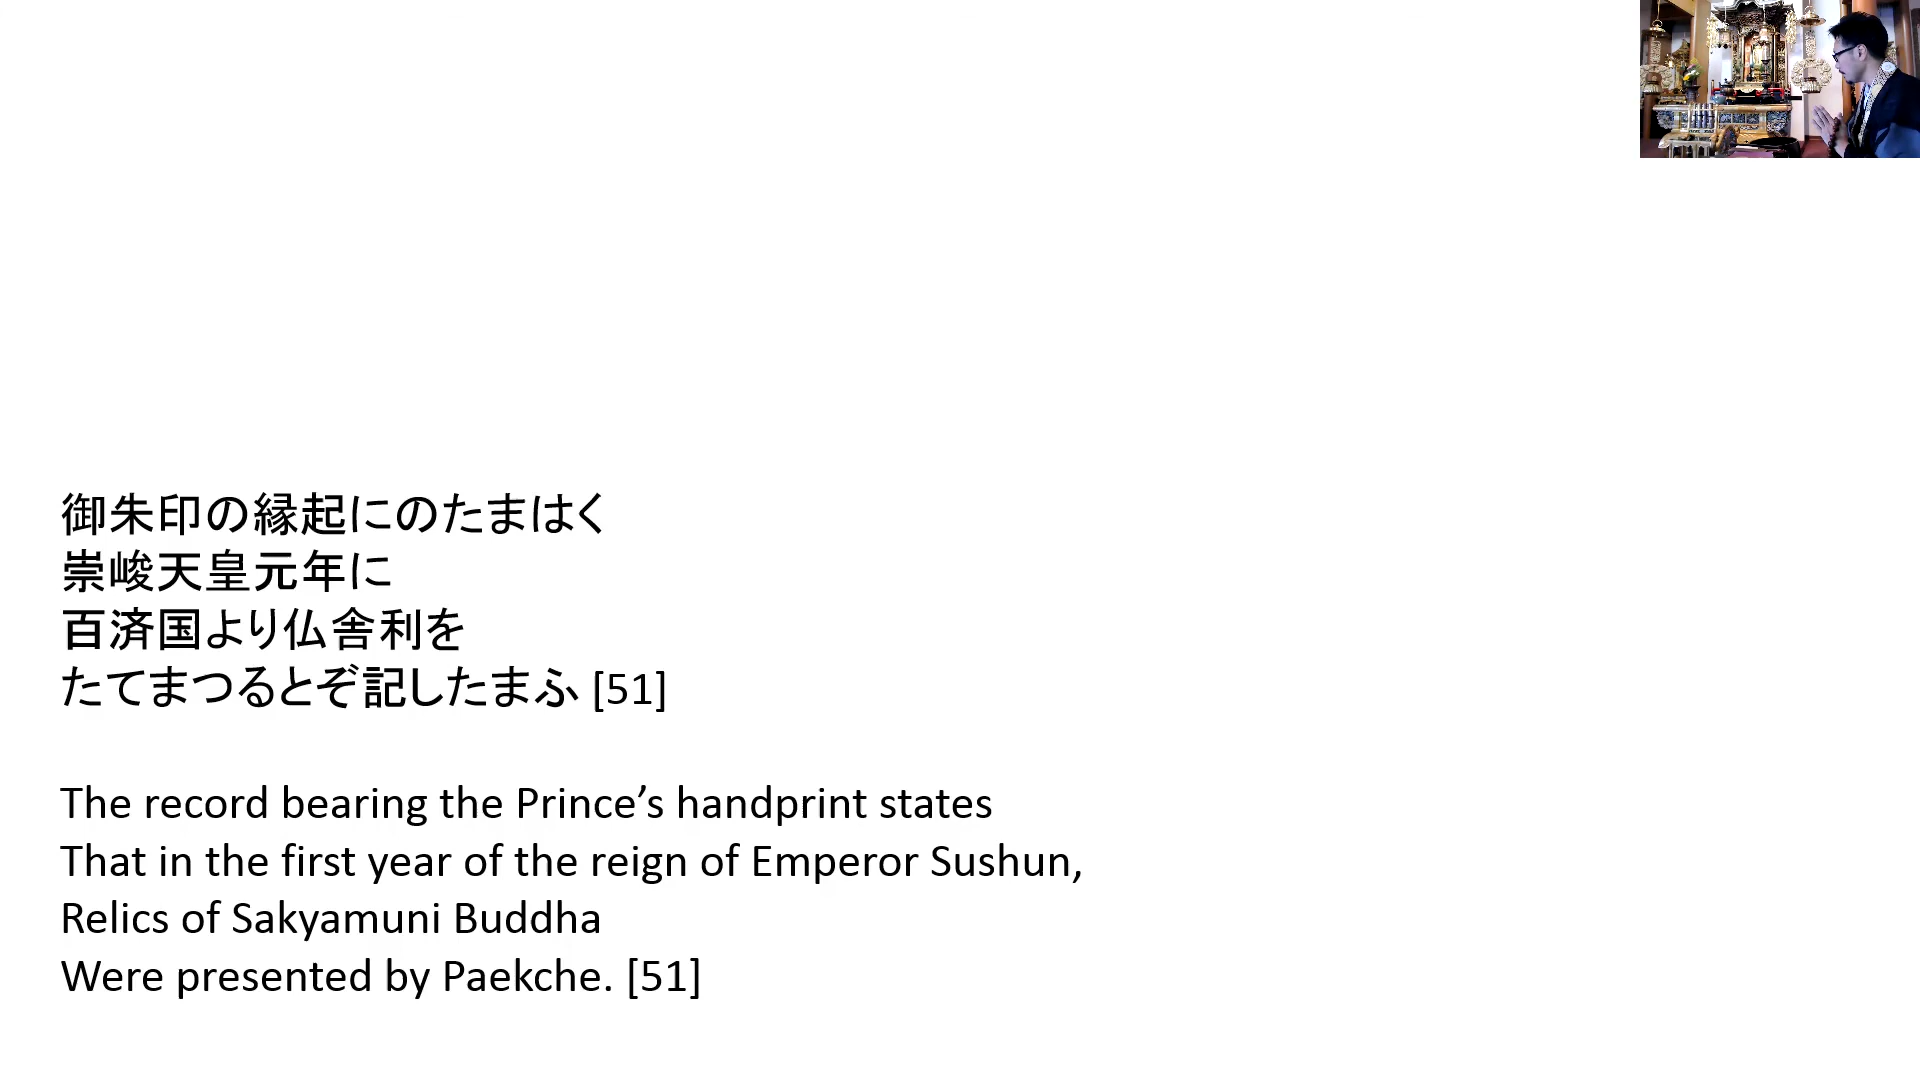 御朱印の縁起にのたまはく
崇峻天皇元年に
百済国より仏舎利を
たてまつるとぞ記したまふ [51]
The record bearing the Prince’s handprint states
That in the first year of the reign of Emperor Sushun,
Relics of Sakyamuni Buddha
Were presented by Paekche. [51]